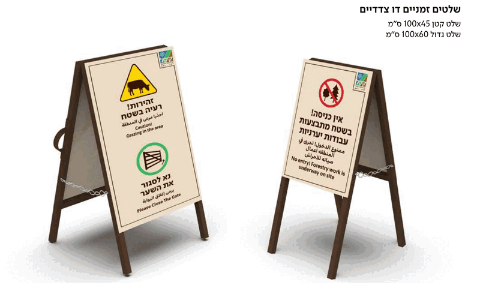 שלטים זמניים דו צדדיים
שלט קטן 100x45 ס״מ
שלט גדול 100x60 ס״מ
זהירות!
רעיה בשטח
Caution!
Grazing in the area
נא לסגור
את השער
Please Close The Gate
אין כניסה!
בשטח מתבצעות
עבודות יערניות
No entry! Forestry work is
underway on site